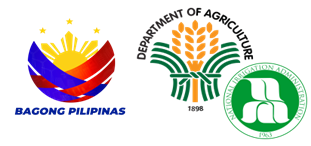 BAGONG PILIPINAS
DEPARTMENT OF AGRICULTURE
1898
NATIONAL IRRIGATION ADMINISTRATION
1963